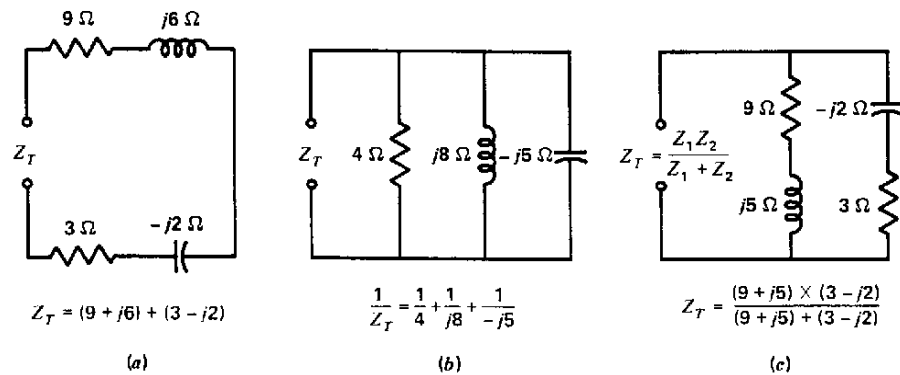 9 Ω
j6 Ω
Z_T
3 Ω
-j2 Ω
Z_T = (9 + j6) + (3 - j2)
(a)
Z_T
4 Ω
j8 Ω
-j5 Ω
1/Z_T = 1/4 + 1/j8 + 1/-j5
(b)
9 Ω
-j2 Ω
Z_T = Z_1 Z_2 / Z_1 + Z_2
j5 Ω
3 Ω
Z_T = (9 + j5) × (3 - j2) / (9 + j5) + (3 - j2)
(c)